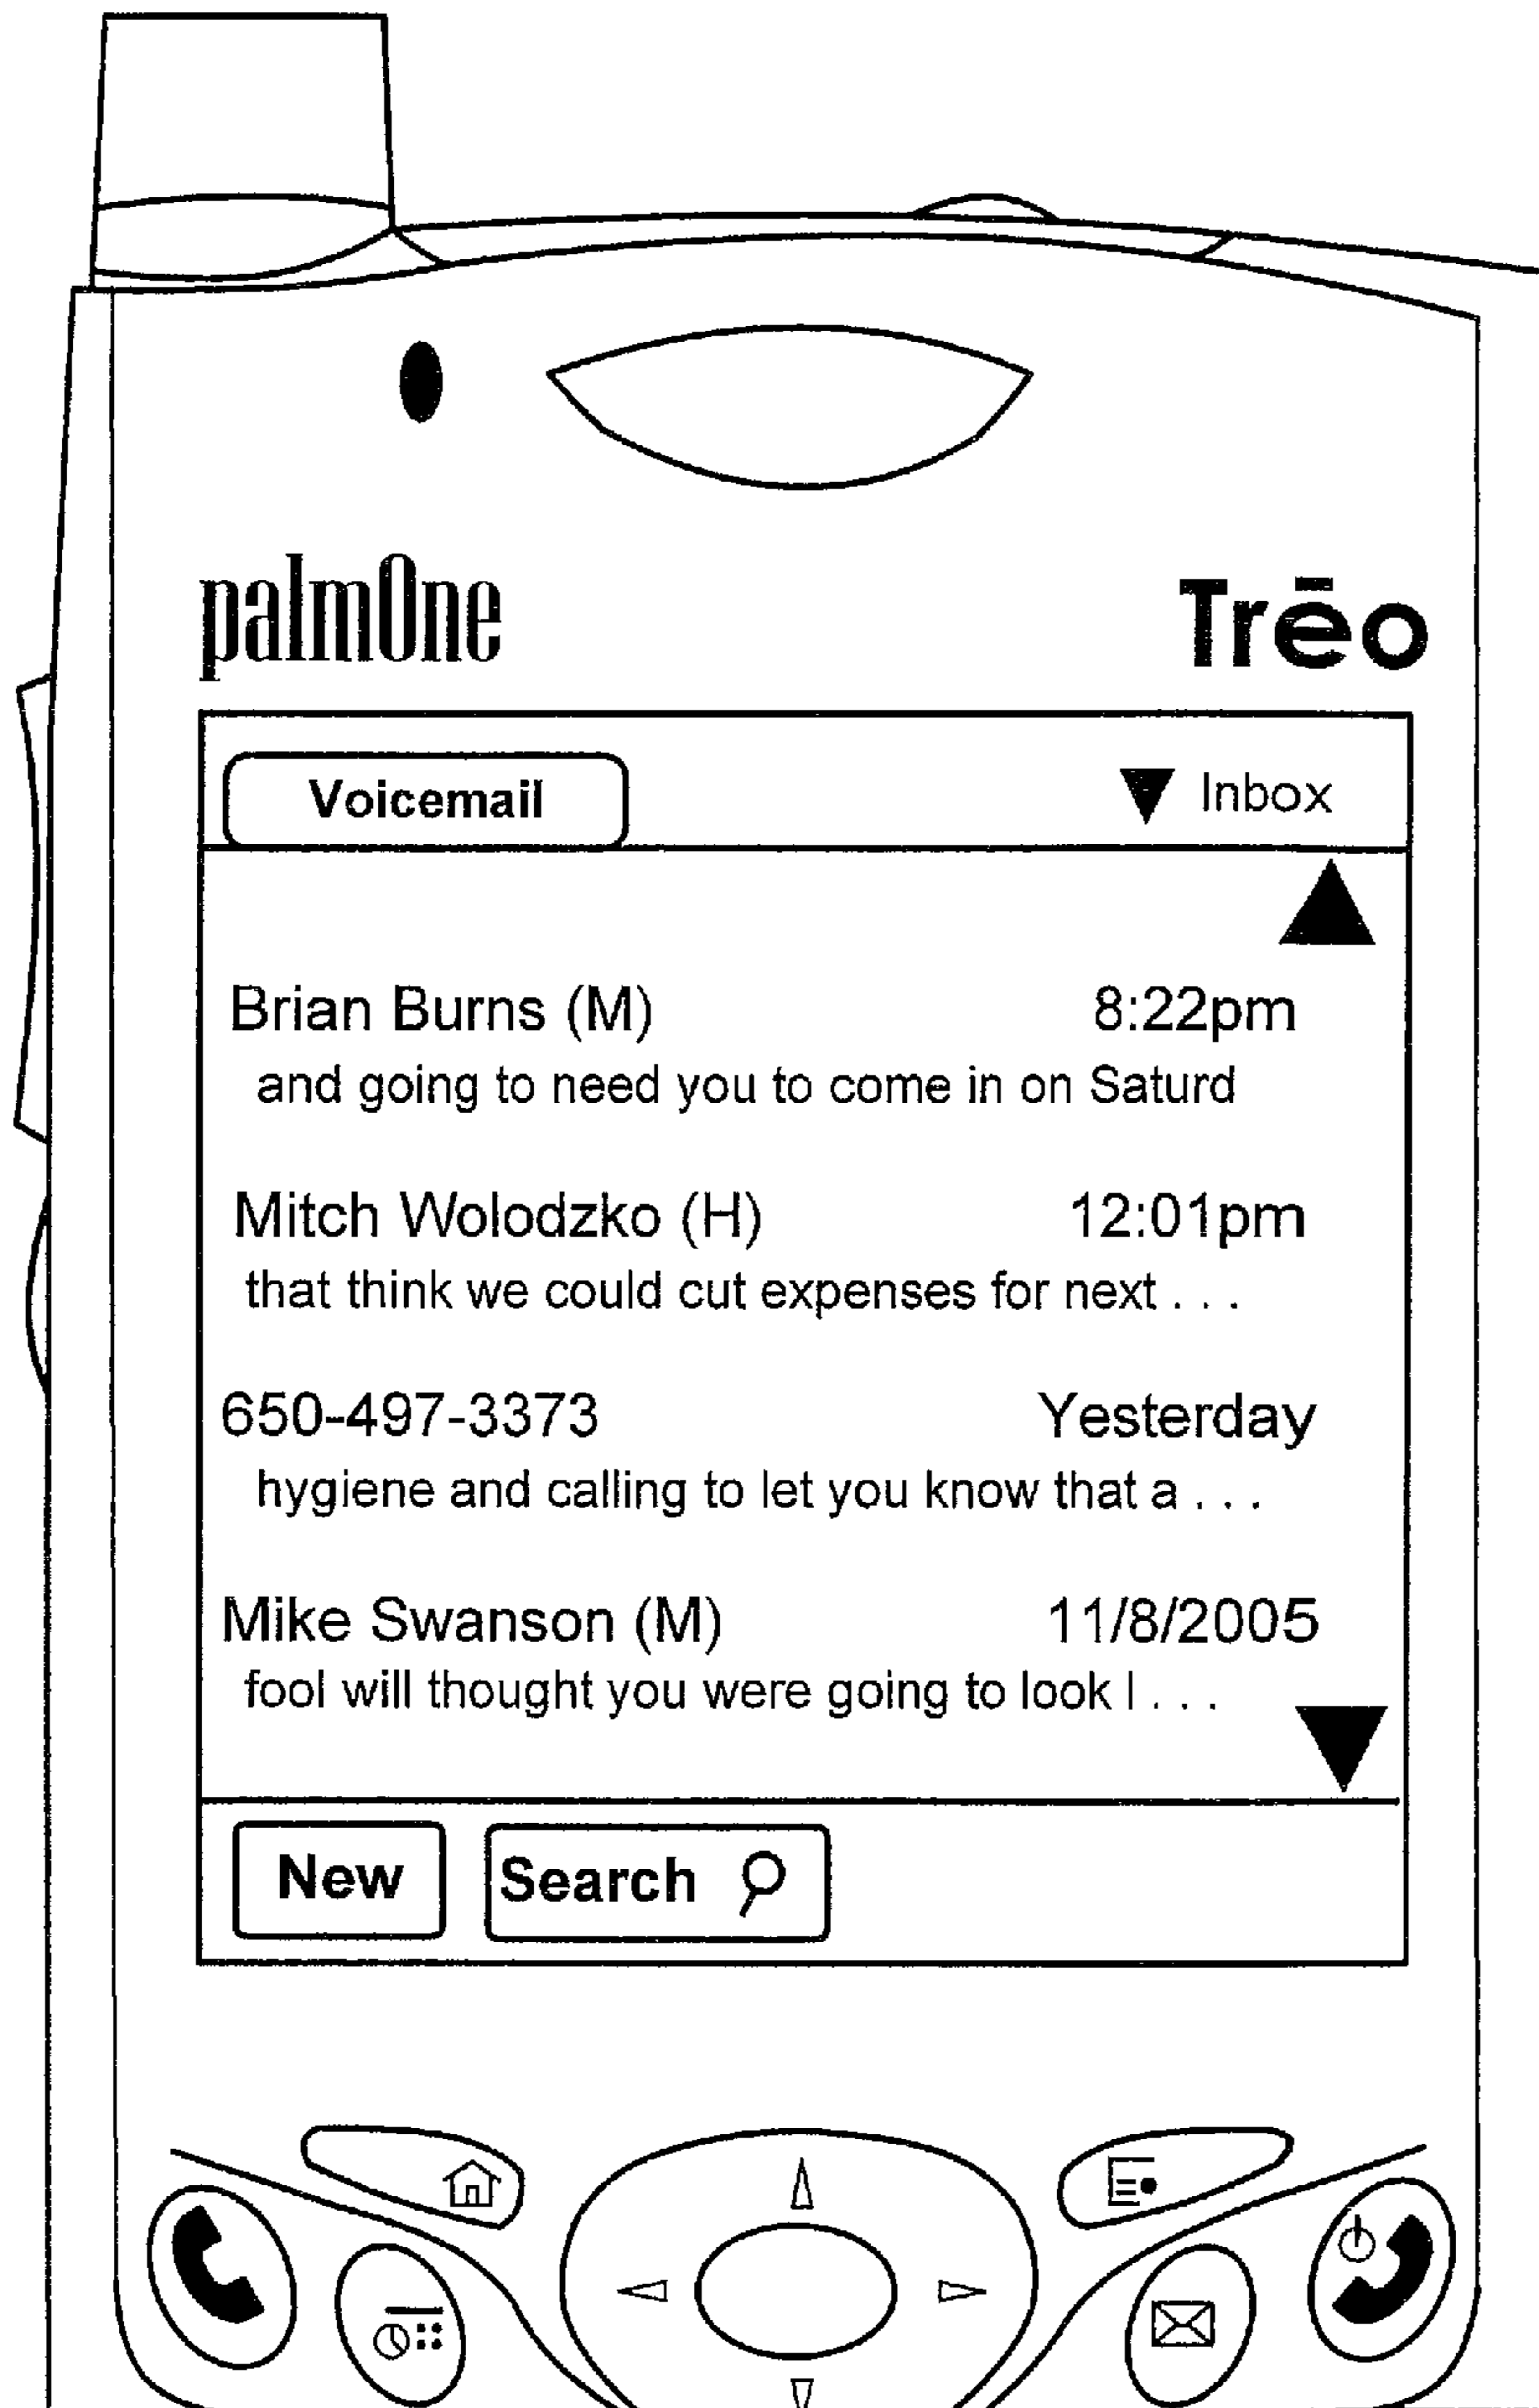 palmOne Trēo
Voicemail Inbox
Brian Burns (M) 8:22pm
and going to need you to come in on Saturd
Mitch Wolodzko (H) 12:01pm
that think we could cut expenses for next . . .
650-497-3373 Yesterday
hygiene and calling to let you know that a . . .
Mike Swanson (M) 11/8/2005
fool will thought you were going to look l . . .
New Search